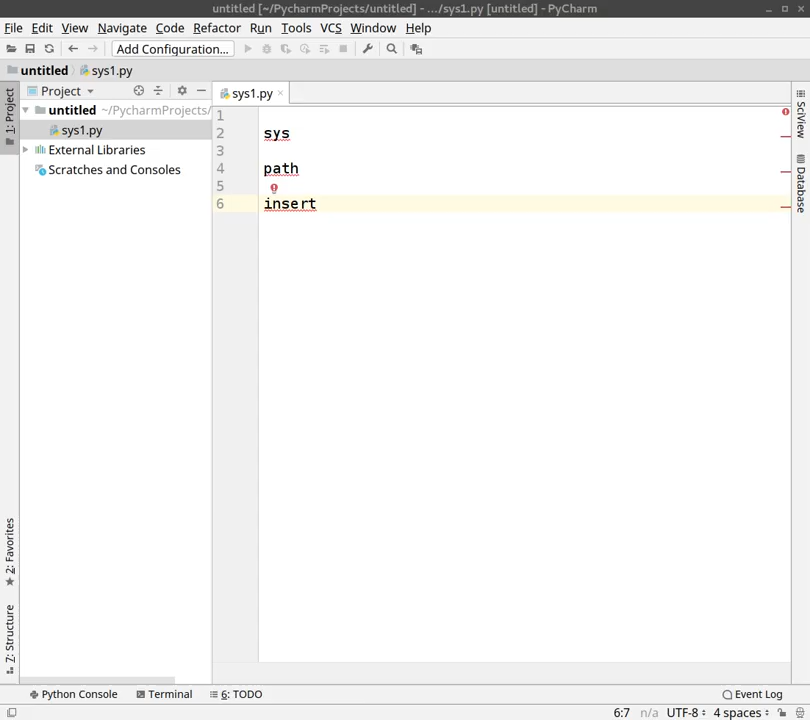 untitled [~/PycharmProjects/untitled] - .../sys1.py [untitled] - PyCharm
File Edit View Navigate Code Refactor Run Tools VCS Window Help
Add Configuration...
untitled sys1.py
1: Project
Project
sys1.py
untitled ~/PycharmProjects/
sys1.py
External Libraries
Scratches and Consoles
1
2 sys
3
4 path
5
6 insert
SciView
Database
2: Favorites
7: Structure
Python Console Terminal 6: TODO Event Log
6:7 n/a UTF-8 4 spaces